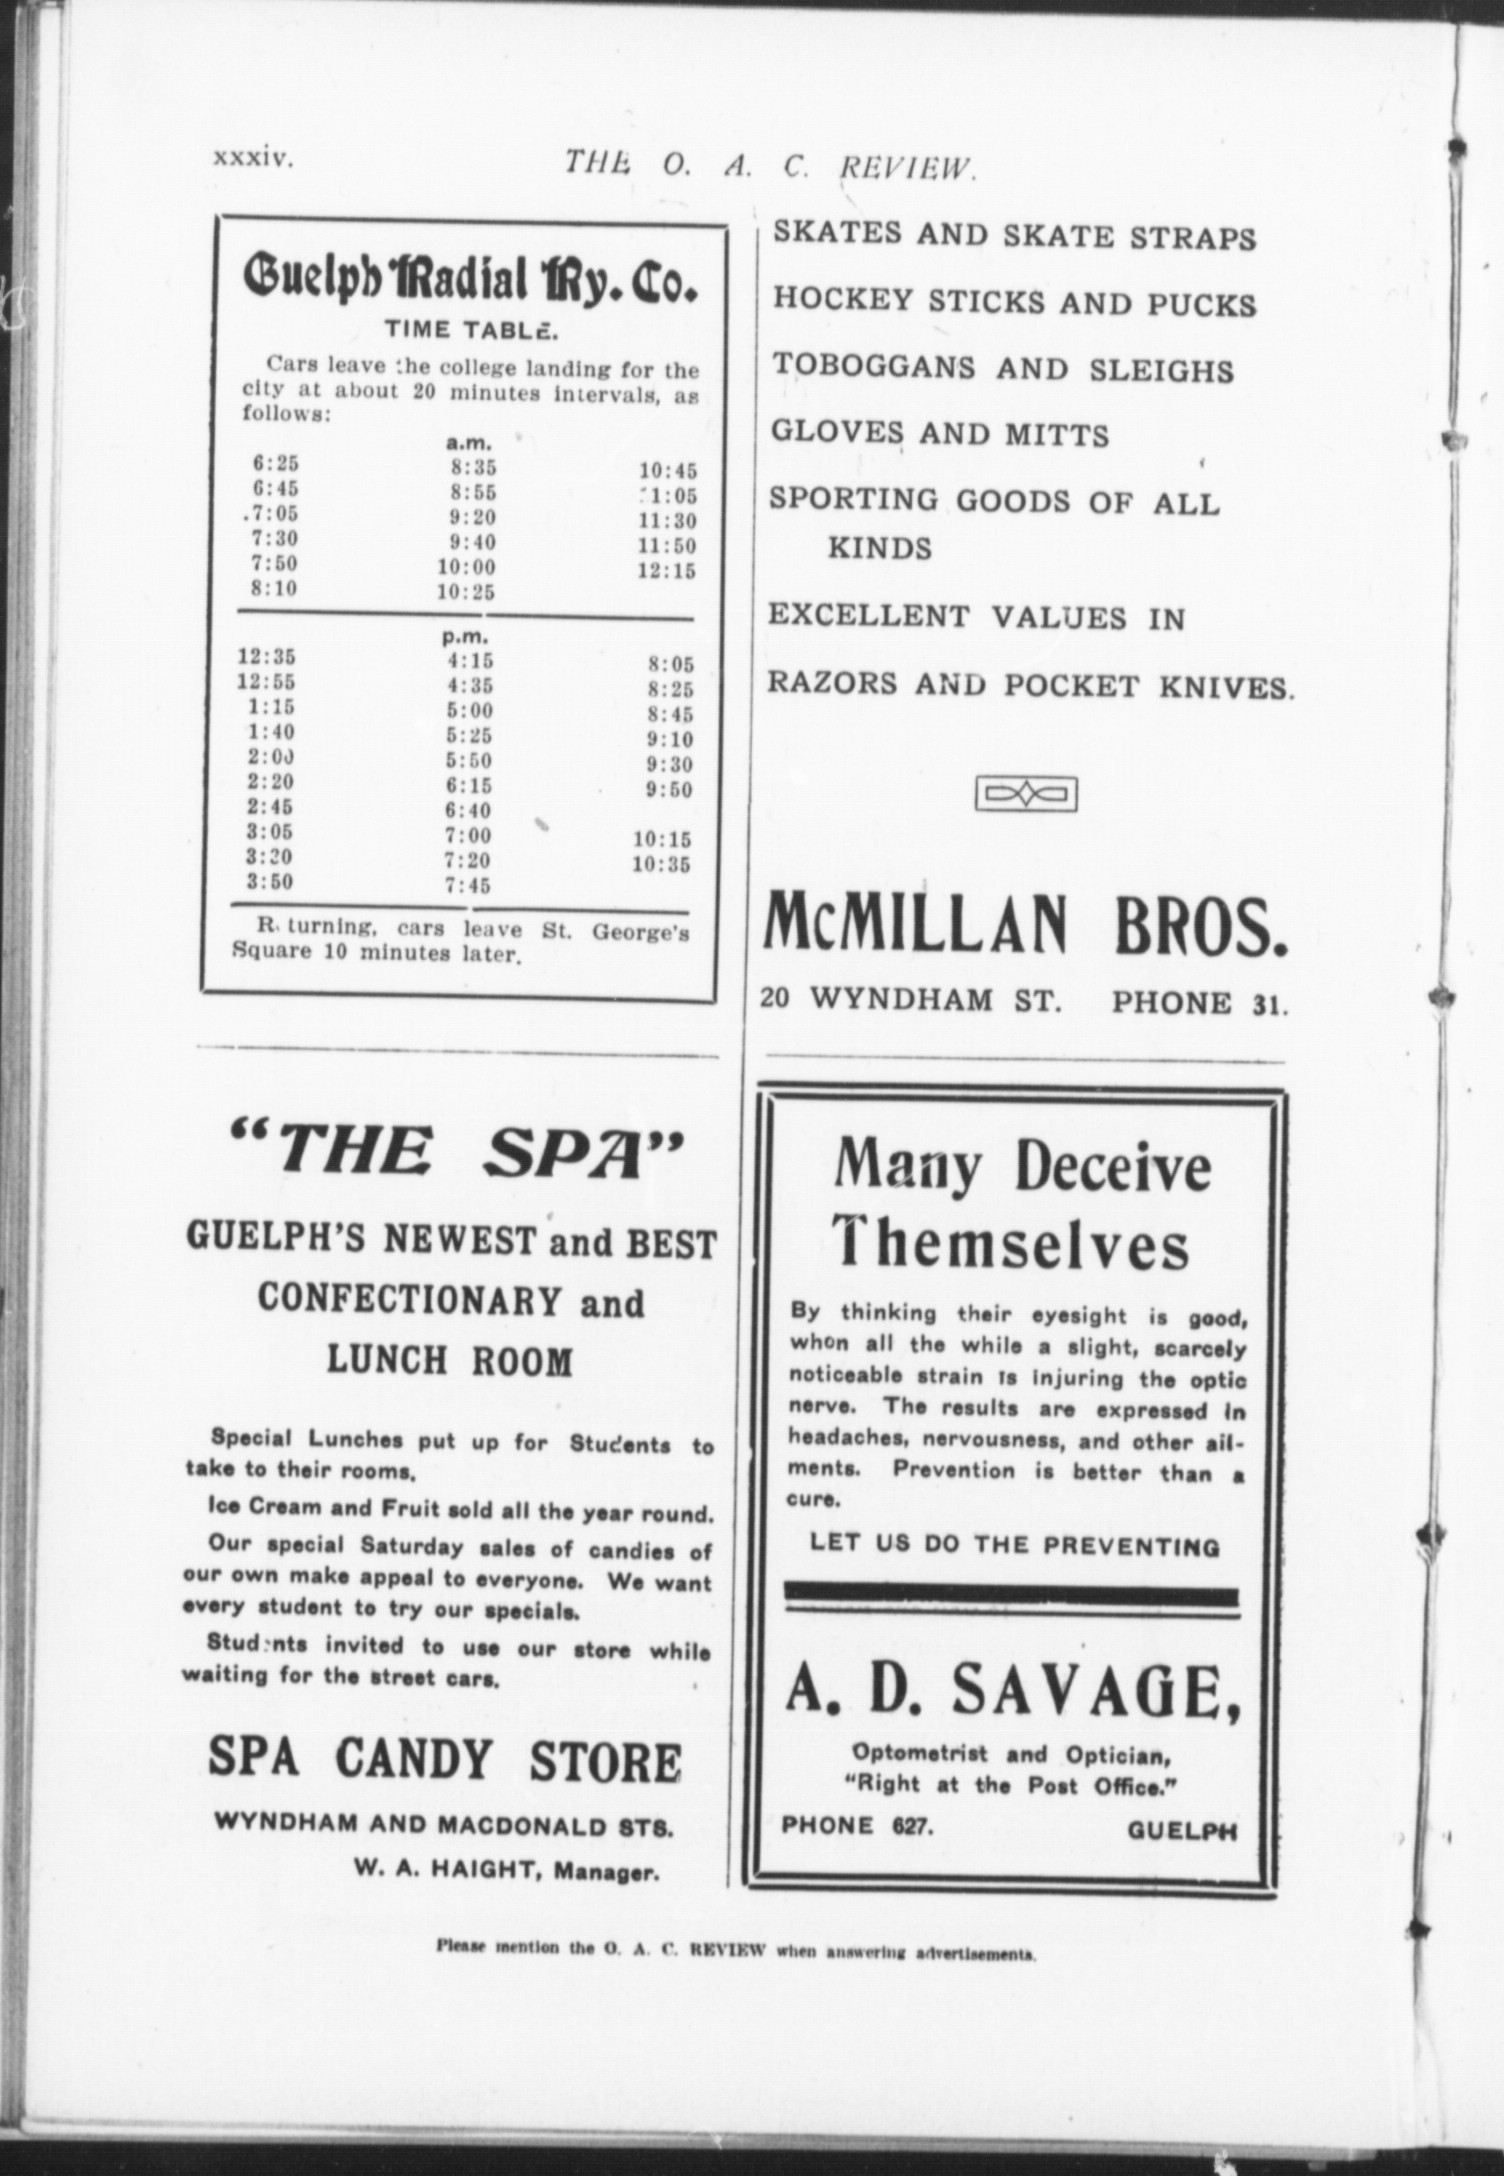 xxxiv. THE O. A. C. REVIEW.
Guelph Radial Ry. Co.
TIME TABLE.
Cars leave the college landing for the
city at about 20 minutes intervals, as
follows:
a.m.
6:25 8:35 10:45
6:45 8:55 11:05
7:05 9:20 11:30
7:30 9:40 11:50
7:50 10:00 12:15
8:10 10:25
p.m.
12:35 4:15 8:05
12:55 4:35 8:25
1:15 5:00 8:45
1:40 5:25 9:10
2:00 5:50 9:30
2:20 6:15 9:50
2:45 6:40
3:05 7:00 10:15
3:20 7:20 10:35
3:50 7:45
R turning, cars leave St. George's
Square 10 minutes later.
"THE SPA"
GUELPH'S NEWEST and BEST
CONFECTIONARY and
LUNCH ROOM
Special Lunches put up for Students to
take to their rooms.
Ice Cream and Fruit sold all the year round.
Our special Saturday sales of candies of
our own make appeal to everyone. We want
every student to try our specials.
Students invited to use our store while
waiting for the street cars.
SPA CANDY STORE
WYNDHAM AND MACDONALD STS.
W. A. HAIGHT, Manager.
SKATES AND SKATE STRAPS
HOCKEY STICKS AND PUCKS
TOBOGGANS AND SLEIGHS
GLOVES AND MITTS
SPORTING GOODS OF ALL
KINDS
EXCELLENT VALUES IN
RAZORS AND POCKET KNIVES.
McMILLAN BROS.
20 WYNDHAM ST. PHONE 31.
Many Deceive
Themselves
By thinking their eyesight is good,
when all the while a slight, scarcely
noticeable strain is injuring the optic
nerve. The results are expressed in
headaches, nervousness, and other ail-
ments. Prevention is better than a
cure.
LET US DO THE PREVENTING
A. D. SAVAGE,
Optometrist and Optician,
"Right at the Post Office."
PHONE 627. GUELPH
Please mention the O. A. C. REVIEW when answering advertisements.